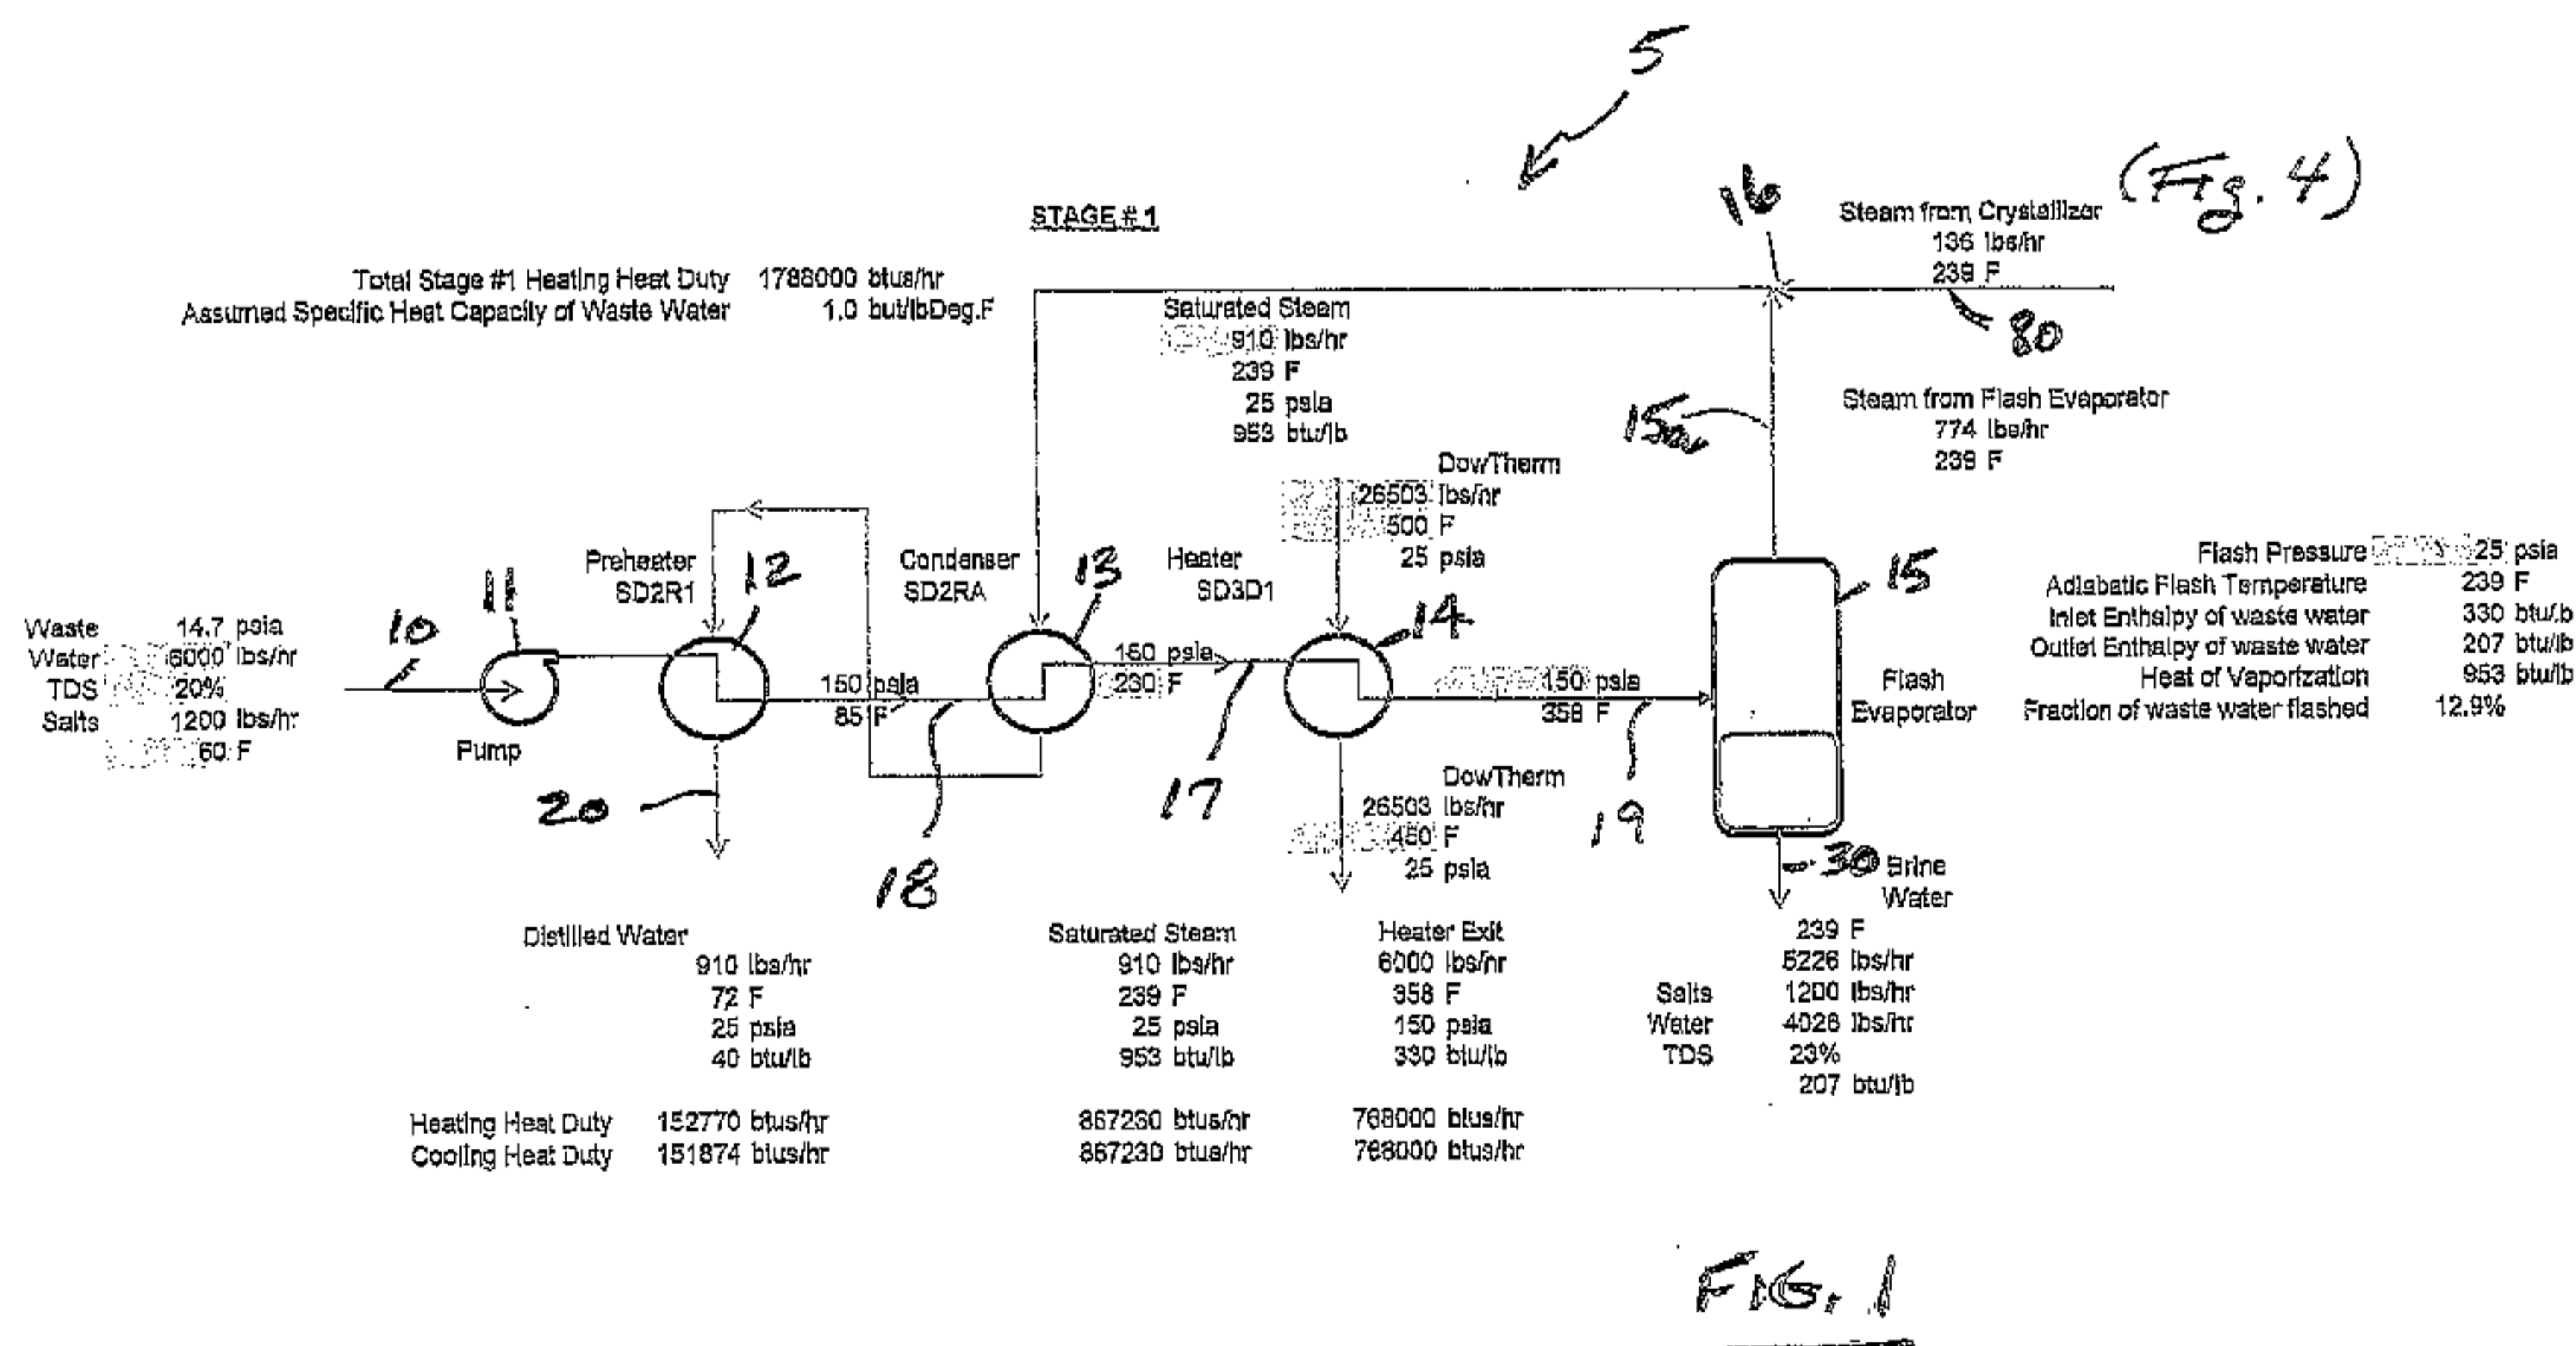 5
(Fig. 4)
STAGE # 1
16
Steam from Crystallizer
136 lbs/hr
239 F
80
Total Stage #1 Heating Heat Duty 1788000 btus/hr
Assumed Specific Heat Capacity of Waste Water 1.0 but/lbDeg.F
Saturated Steam
910 lbs/hr
239 F
25 psia
953 btu/lb
15a
Steam from Flash Evaporator
774 lbs/hr
239 F
DowTherm
26503 lbs/hr
500 F
25 psia
Preheater
SD2R1
12
Condenser
SD2RA
13
Heater
SD3D1
14
15
Flash Pressure 25 psia
Adiabatic Flash Temperature 239 F
Inlet Enthalpy of waste water 330 btu/lb
Outlet Enthalpy of waste water 207 btu/lb
Heat of Vaporization 953 btu/lb
Fraction of waste water flashed 12.9%
Waste 14.7 psia
Water 6000 lbs/hr
TDS 20%
Salts 1200 lbs/hr
60 F
10
11
Pump
150 psia
85 F
150 psia
230 F
150 psia
358 F
Flash
Evaporator
20
18
17
19
DowTherm
26503 lbs/hr
450 F
25 psia
30
Brine
Water
239 F
5226 lbs/hr
Salts 1200 lbs/hr
Water 4026 lbs/hr
TDS 23%
207 btu/lb
Distilled Water
910 lbs/hr
72 F
25 psia
40 btu/lb
Saturated Steam
910 lbs/hr
239 F
25 psia
953 btu/lb
Heater Exit
6000 lbs/hr
358 F
150 psia
330 btu/lb
Heating Heat Duty 152770 btus/hr 867230 btus/hr 768000 btus/hr
Cooling Heat Duty 151874 btus/hr 867230 btus/hr 768000 btus/hr
FIG. 1